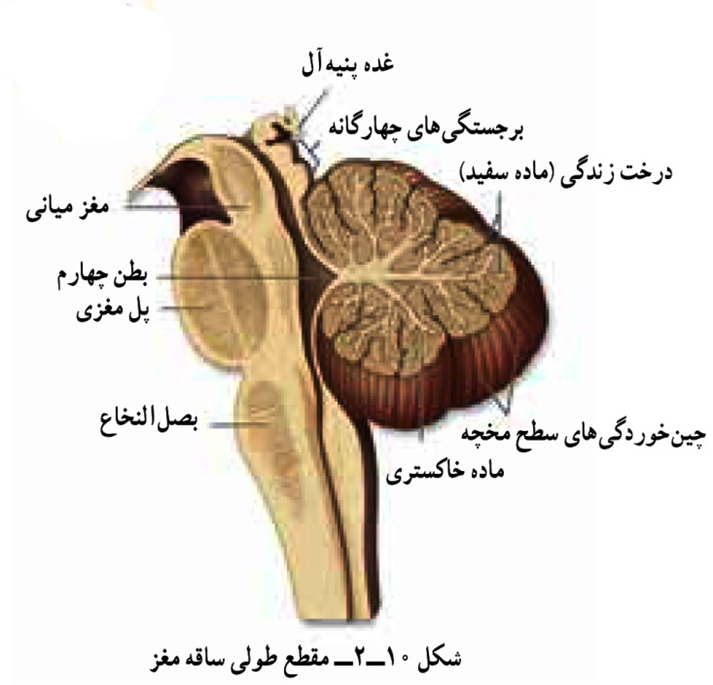 غده پنیه آل
برجستگی‌های چهارگانه
درخت زندگی (ماده سفید)
مغز میانی
بطن چهارم
پل مغزی
بصل‌النخاع
چین‌خوردگی‌های سطح مخچه
ماده خاکستری
شکل ۱۰ــ۲ــ مقطع طولی ساقه مغز